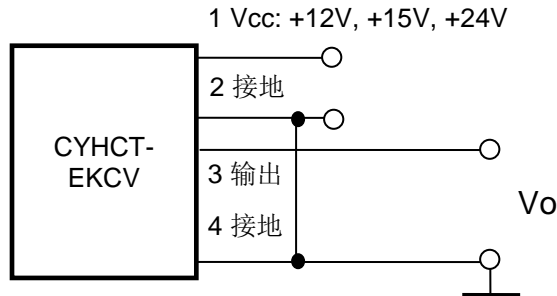 1 Vcc: +12V, +15V, +24V
2 接地
CYHCT-
EKCV
3 输出
Vo
4 接地